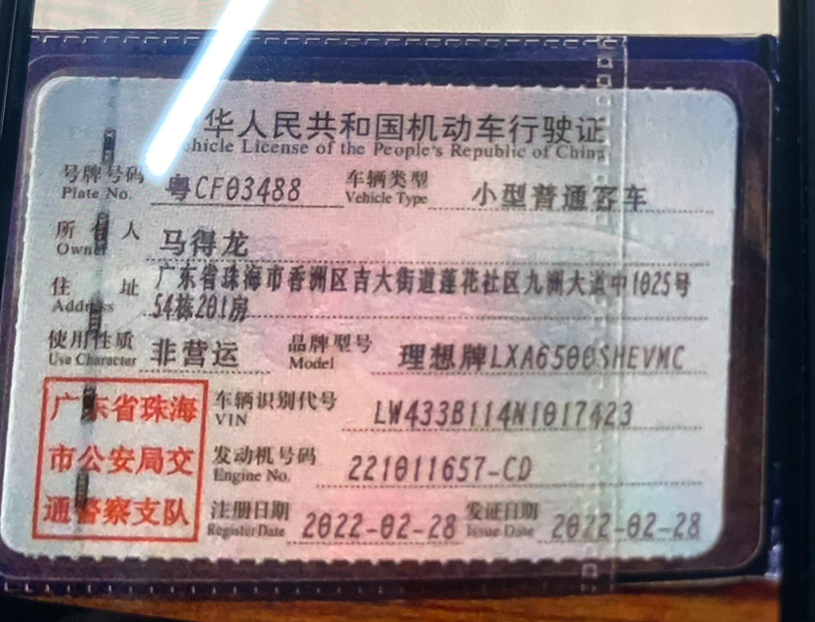 华人民共和国机动车行驶证
hicle License of the People's Republic of China
号牌号码 粤CF03488 车辆类型 小型普通客车
Plate No. Vehicle Type
所有人 马得龙
Owner
住址 广东省珠海市香洲区吉大街道莲花社区九洲大道中1025号
Address 54栋201房
使用性质 非营运 品牌型号 理想牌LXA6500SHEVMC
Use Character Model
广东省珠海 车辆识别代号 LW433B114N1017423
VIN
市公安局交 发动机号码 221011657-CD
Engine No.
通警察支队 注册日期 2022-02-28 发证日期 2022-02-28
Register Date Issue Date